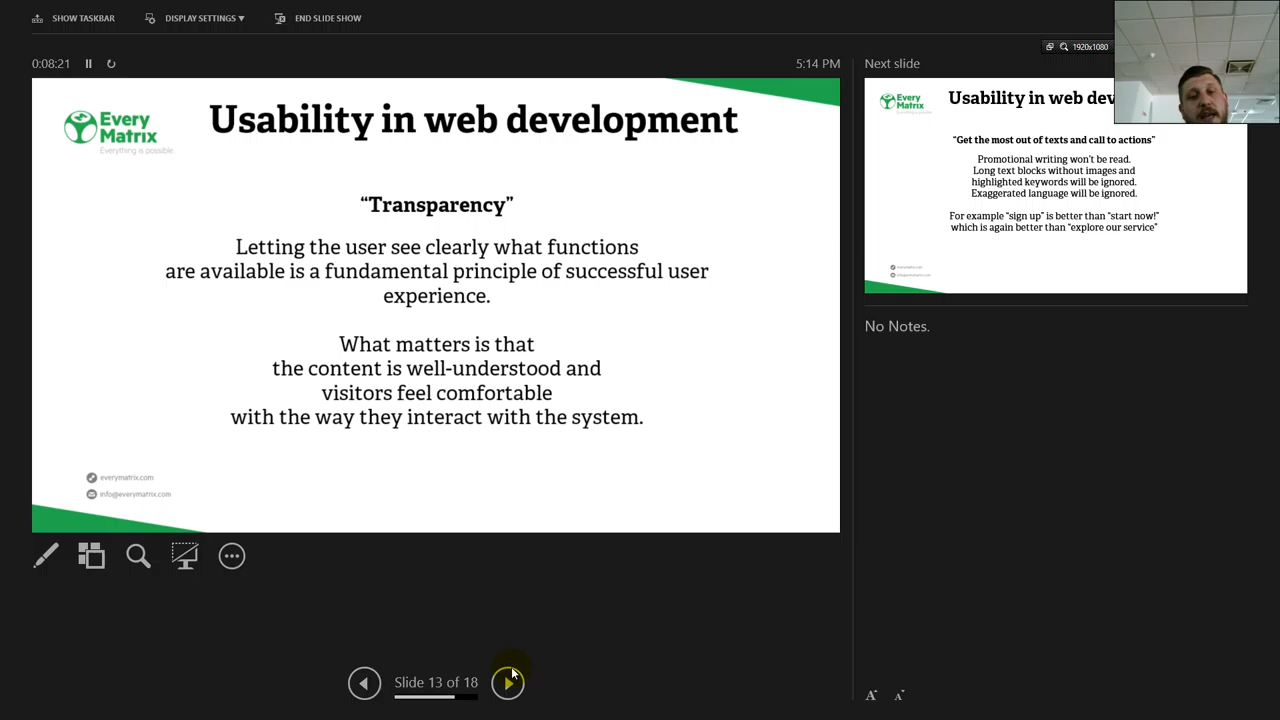 SHOW TASKBAR
DISPLAY SETTINGS ▼
END SLIDE SHOW
1920x1080
0:08:21
5:14 PM
Every
Matrix
Everything is possible
Usability in web development
“Transparency”
Letting the user see clearly what functions
are available is a fundamental principle of successful user
experience.
What matters is that
the content is well-understood and
visitors feel comfortable
with the way they interact with the system.
everymatrix.com
info@everymatrix.com
Slide 13 of 18
Next slide
Every
Matrix
Usability in web dev
“Get the most out of texts and call to actions”
Promotional writing won't be read.
Long text blocks without images and
highlighted keywords will be ignored.
Exaggerated language will be ignored.
For example “sign up” is better than “start now!”
which is again better than “explore our service”
everymatrix.com
info@everymatrix.com
No Notes.
A A